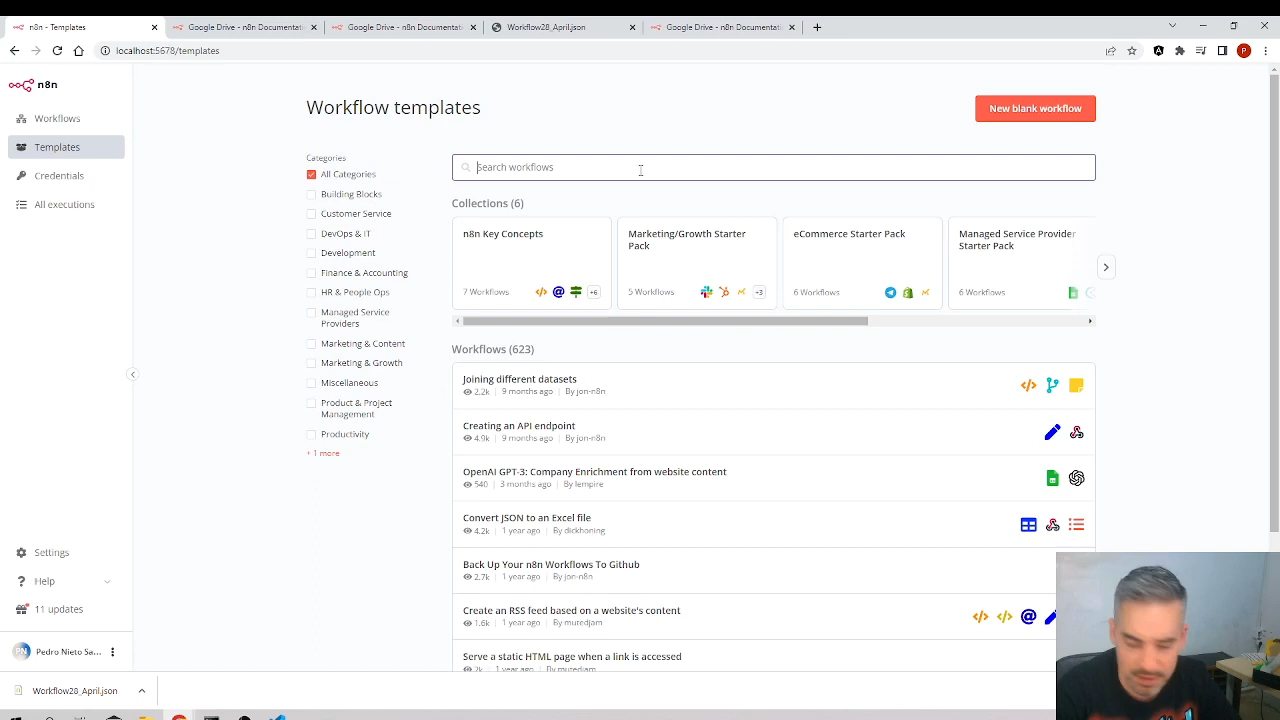 n8n - Templates
Google Drive - n8n Documentati
Google Drive - n8n Documentati
Workflow28_April.json
Google Drive - n8n Documentati
localhost:5678/templates
P
n8n
Workflows
Templates
Credentials
All executions
Settings
Help
11 updates
PN
Pedro Nieto Sa...
Workflow templates
New blank workflow
Categories
All Categories
Building Blocks
Customer Service
DevOps & IT
Development
Finance & Accounting
HR & People Ops
Managed Service
Providers
Marketing & Content
Marketing & Growth
Miscellaneous
Product & Project
Management
Productivity
+ 1 more
Search workflows
Collections (6)
n8n Key Concepts
7 Workflows
+6
Marketing/Growth Starter
Pack
5 Workflows
+3
eCommerce Starter Pack
6 Workflows
Managed Service Provider
Starter Pack
6 Workflows
Workflows (623)
Joining different datasets
2.2k | 9 months ago | By jon-n8n
Creating an API endpoint
4.9k | 9 months ago | By jon-n8n
OpenAI GPT-3: Company Enrichment from website content
540 | 3 months ago | By lempire
Convert JSON to an Excel file
4.2k | 1 year ago | By dickhoning
Back Up Your n8n Workflows To Github
2.7k | 1 year ago | By jon-n8n
Create an RSS feed based on a website's content
1.6k | 1 year ago | By muredjam
Serve a static HTML page when a link is accessed
2k | 1 year ago | By muredjam
Workflow28_April.json